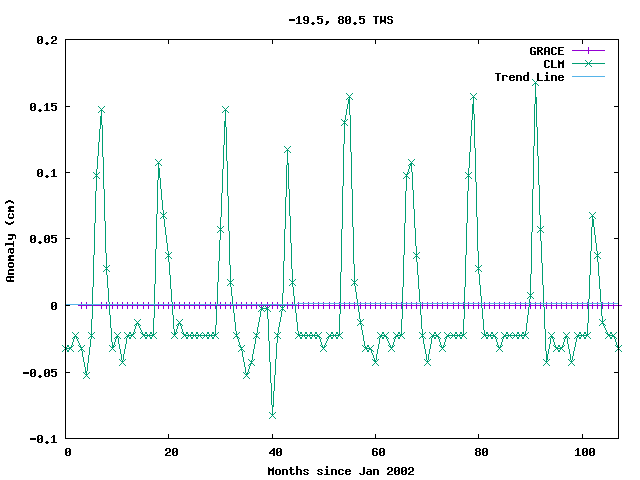 -19.5, 80.5 TWS
GRACE
CLM
Trend Line
0.2
0.15
0.1
0.05
0
-0.05
-0.1
Anomaly (cm)
0 20 40 60 80 100
Months since Jan 2002